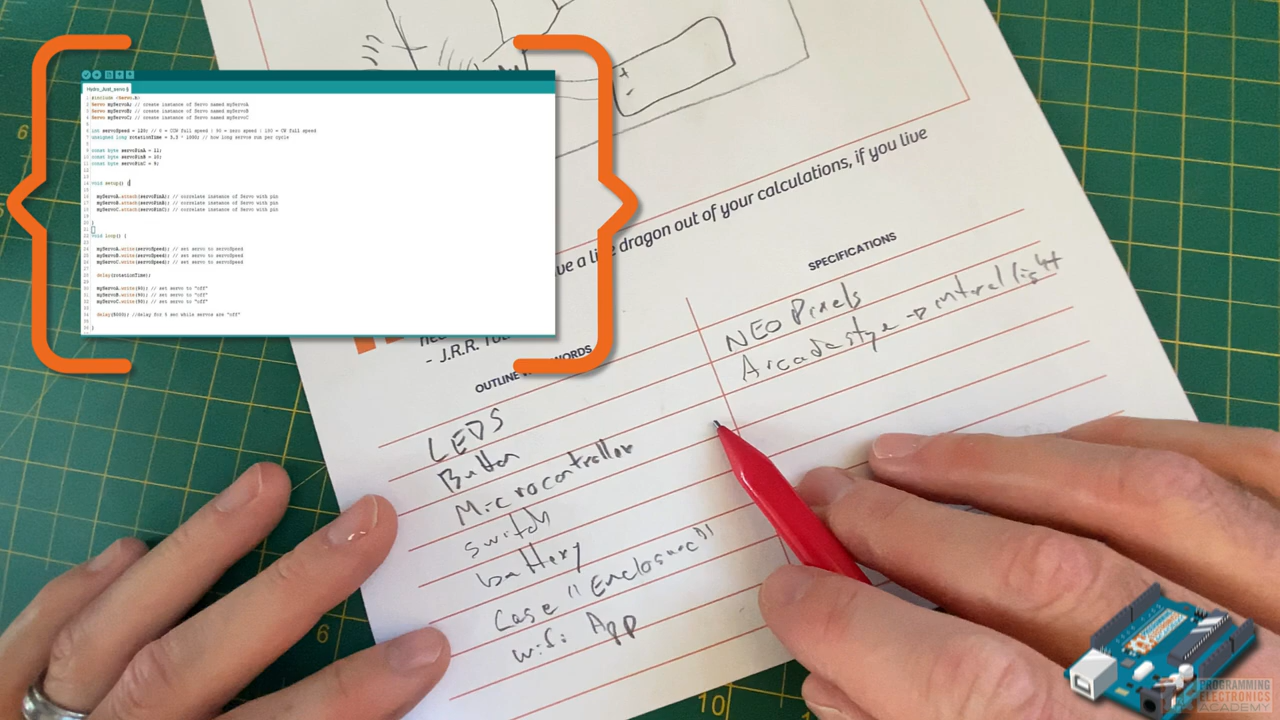 Hydro_Just_servo §
#include <Servo.h>
Servo myServoA; // create instance of Servo named myServoA
Servo myServoB; // create instance of Servo named myServoB
Servo myServoC; // create instance of Servo named myServoC
int servoSpeed = 120; // 0 = CCW full speed | 90 = zero speed | 180 = CW full speed
unsigned long rotationTime = 3.3 * 1000; // how long servos run per cycle
const byte servoPinA = 11;
const byte servoPinB = 10;
const byte servoPinC = 9;
void setup() {
myServoA.attach(servoPinA); // correlate instance of Servo with pin
myServoB.attach(servoPinB); // correlate instance of Servo with pin
myServoC.attach(servoPinC); // correlate instance of Servo with pin
}
void loop() {
myServoA.write(servoSpeed); // set servo to servoSpeed
myServoB.write(servoSpeed); // set servo to servoSpeed
myServoC.write(servoSpeed); // set servo to servoSpeed
delay(rotationTime);
myServoA.write(90); // set servo to "off"
myServoB.write(90); // set servo to "off"
myServoC.write(90); // set servo to "off"
delay(5000); //delay for 5 sec while servos are "off"
}
+
-
ve a live dragon out of your calculations, if you live
- J.R.R.
OUTLINE
WORDS
LEDS
Button
Microcontroller
switch
battery
Case "Enclosure"
wifi App
SPECIFICATIONS
NEO Pixels
Arcade style → internal light
6
6
10
PROGRAMMING
ELECTRONICS
ACADEMY